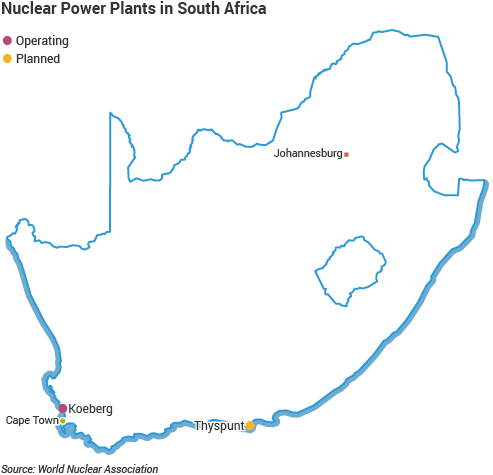 Nuclear Power Plants in South Africa
Operating
Planned
Johannesburg
Koeberg
Cape Town
Thyspunt
Source: World Nuclear Association